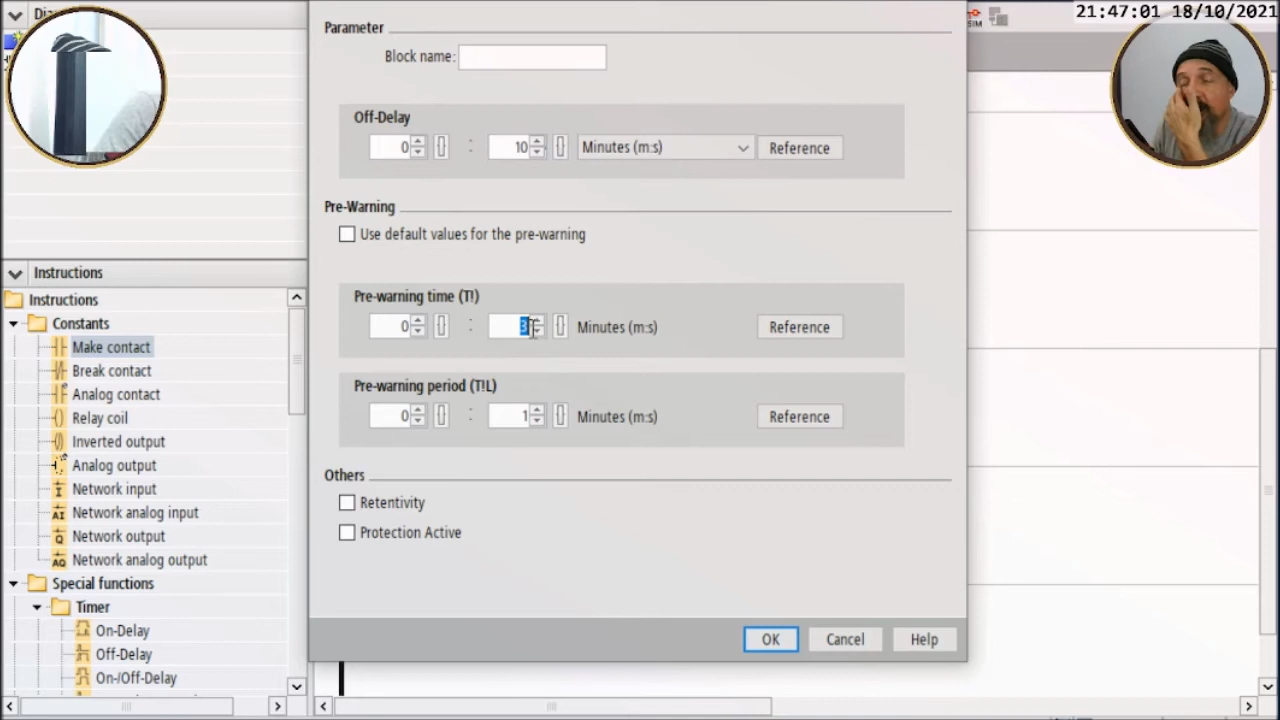 21:47:01 18/10/2021
SIM
Parameter
Block name:
Off-Delay
0 : 10 Minutes (m:s) Reference
Pre-Warning
Use default values for the pre-warning
Pre-warning time (T!)
0 : 3 Minutes (m:s) Reference
Pre-warning period (T!L)
0 : 1 Minutes (m:s) Reference
Others
Retentivity
Protection Active
OK Cancel Help
Instructions
Instructions
Constants
Make contact
Break contact
Analog contact
Relay coil
Inverted output
Analog output
I Network input
AI Network analog input
Q Network output
AQ Network analog output
Special functions
Timer
On-Delay
Off-Delay
On-/Off-Delay